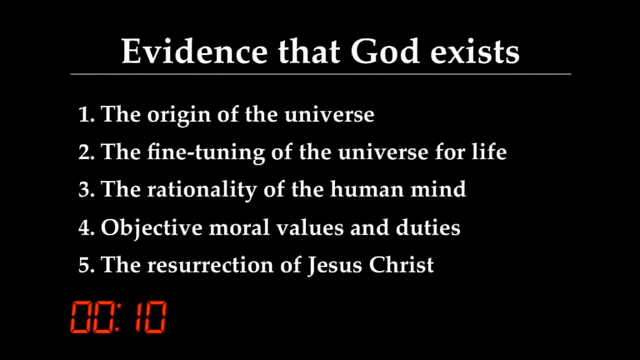 Evidence that God exists
1. The origin of the universe
2. The fine-tuning of the universe for life
3. The rationality of the human mind
4. Objective moral values and duties
5. The resurrection of Jesus Christ
00:10